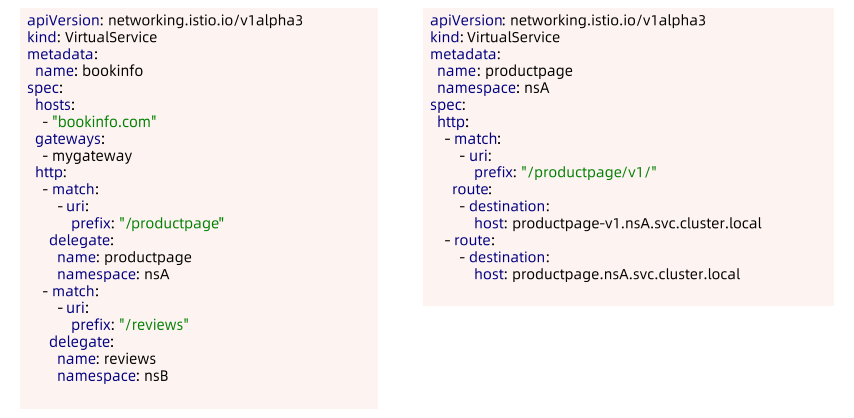 apiVersion: networking.istio.io/v1alpha3
kind: VirtualService
metadata:
  name: bookinfo
spec:
  hosts:
    - "bookinfo.com"
  gateways:
    - mygateway
  http:
    - match:
        - uri:
            prefix: "/productpage"
      delegate:
        name: productpage
        namespace: nsA
    - match:
        - uri:
            prefix: "/reviews"
      delegate:
        name: reviews
        namespace: nsB
apiVersion: networking.istio.io/v1alpha3
kind: VirtualService
metadata:
  name: productpage
  namespace: nsA
spec:
  http:
    - match:
        - uri:
            prefix: "/productpage/v1/"
      route:
        - destination:
            host: productpage-v1.nsA.svc.cluster.local
    - route:
        - destination:
            host: productpage.nsA.svc.cluster.local